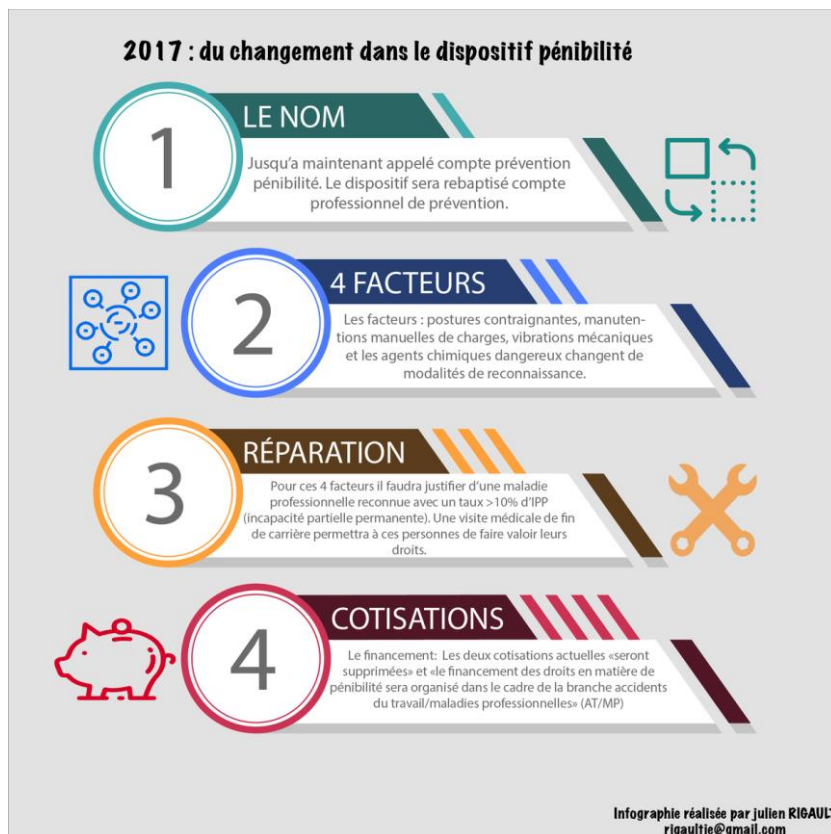 2017 : du changement dans le dispositif pénibilité
1
LE NOM
Jusqu'a maintenant appelé compte prévention
pénibilité. Le dispositif sera rebaptisé compte
professionnel de prévention.
2
4 FACTEURS
Les facteurs : postures contraignantes, manuten-
tions manuelles de charges, vibrations mécaniques
et les agents chimiques dangereux changent de
modalités de reconnaissance.
3
RÉPARATION
Pour ces 4 facteurs il faudra justifier d'une maladie
professionnelle reconnue avec un taux >10% d'IPP
(incapacité partielle permanente). Une visite médicale de fin
de carrière permettra à ces personnes de faire valoir leurs
droits.
4
COTISATIONS
Le financement: Les deux cotisations actuelles «seront
supprimées» et «le financement des droits en matière de
pénibilité sera organisé dans le cadre de la branche accidents
du travail/maladies professionnelles» (AT/MP)
Infographie réalisée par julien RIGAULT
rigaultje@gmail.com